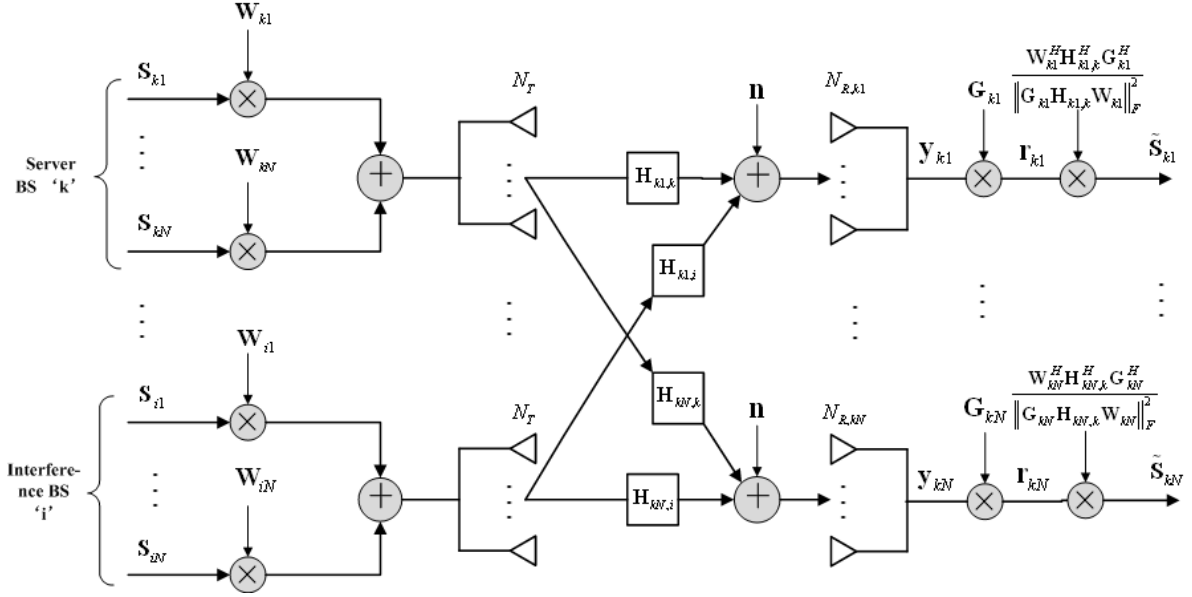 W_{k1}
S_{k1}
×
W_{kN}
S_{kN}
×
+
Server
BS 'k'
N_T
H_{k1,k}
H_{k1,i}
n
+
N_{R,k1}
y_{k1}
G_{k1}
×
r_{k1}
W_{k1}^H H_{k1,k}^H G_{k1}^H
‖G_{k1} H_{k1,k} W_{k1}‖_F^2
×
S̃_{k1}
W_{i1}
S_{i1}
×
W_{iN}
S_{iN}
×
+
Interfere-
nce BS
'i'
N_T
H_{kN,k}
H_{kN,i}
n
+
N_{R,kN}
y_{kN}
G_{kN}
×
r_{kN}
W_{kN}^H H_{kN,k}^H G_{kN}^H
‖G_{kN} H_{kN,k} W_{kN}‖_F^2
×
S̃_{kN}